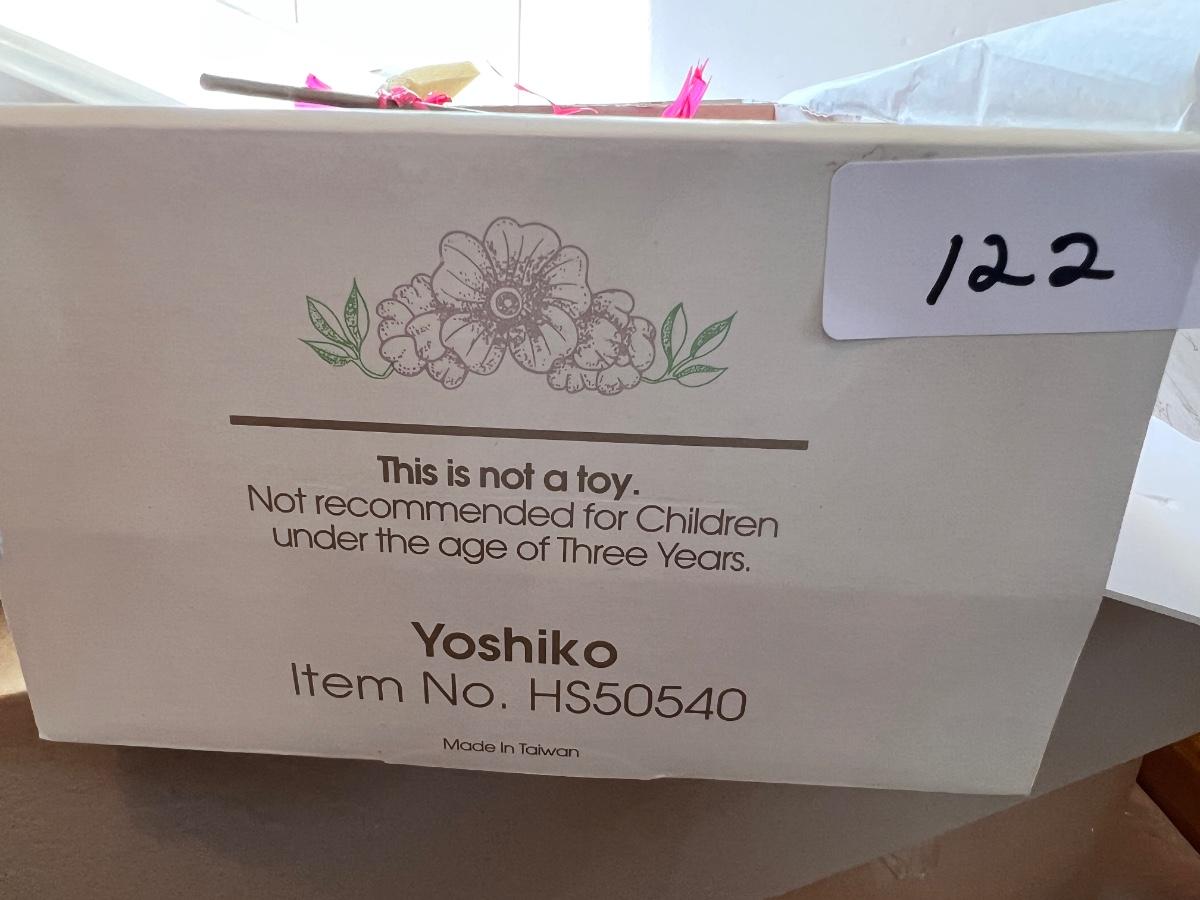 122
This is not a toy.
Not recommended for Children
under the age of Three Years.
Yoshiko
Item No. HS50540
Made In Taiwan